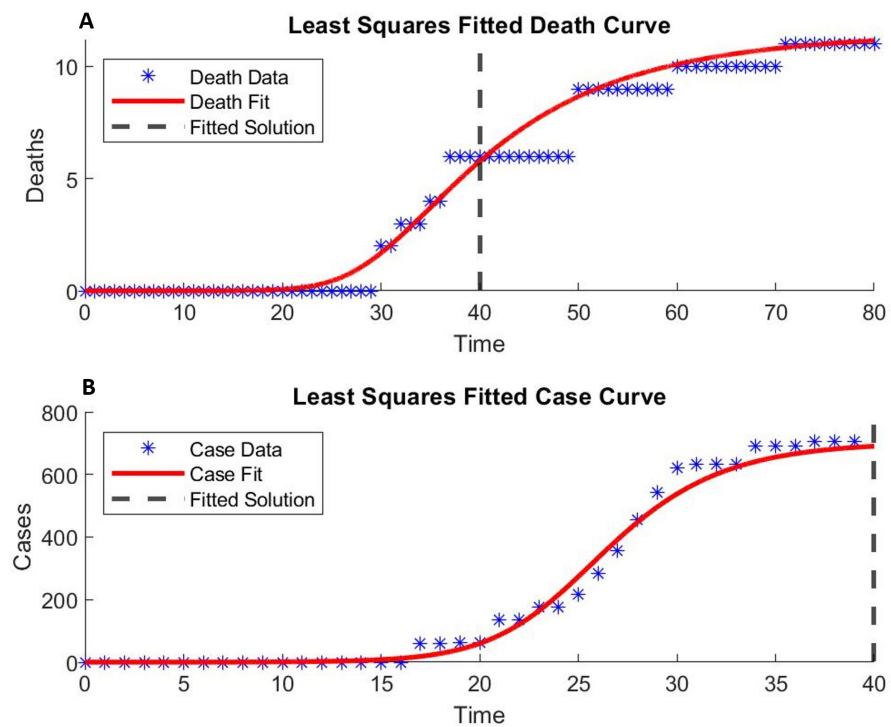 A
Least Squares Fitted Death Curve
Death Data
Death Fit
Fitted Solution
Deaths
10
5
0
0 10 20 30 40 50 60 70 80
Time
B
Least Squares Fitted Case Curve
Case Data
Case Fit
Fitted Solution
Cases
800
600
400
200
0
0 5 10 15 20 25 30 35 40
Time